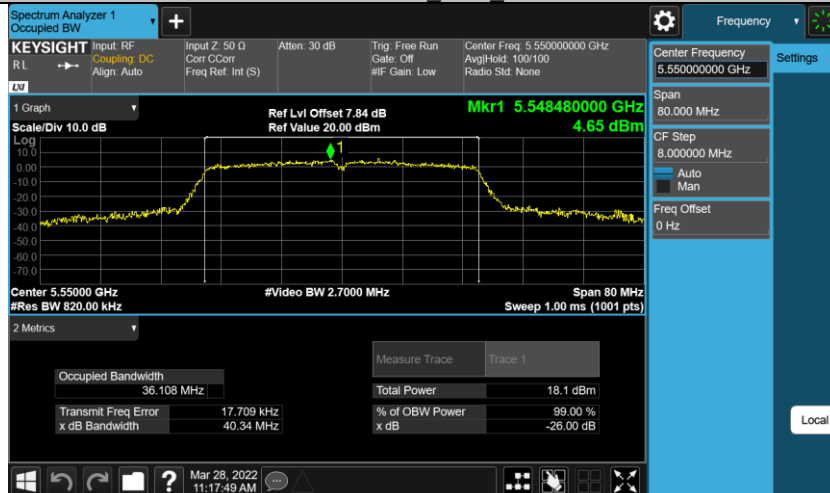 Spectrum Analyzer 1
Occupied BW
+
Frequency
KEYSIGHT
RL
LXI
Input: RF
Coupling: DC
Align: Auto
Input Z: 50 Ω
Corr CCorr
Freq Ref: Int (S)
Atten: 30 dB
Trig: Free Run
Gate: Off
#IF Gain: Low
Center Freq: 5.550000000 GHz
Avg|Hold: 100/100
Radio Std: None
Center Frequency
5.550000000 GHz
Settings
Span
80.000 MHz
CF Step
8.000000 MHz
Auto
Man
Freq Offset
0 Hz
Local
1 Graph
Scale/Div 10.0 dB
Ref Lvl Offset 7.84 dB
Ref Value 20.00 dBm
Mkr1 5.548480000 GHz
4.65 dBm
Log
10.0
0.00
-10.0
-20.0
-30.0
-40.0
-50.0
-60.0
-70.0
1
Center 5.55000 GHz
#Res BW 820.00 kHz
#Video BW 2.7000 MHz
Span 80 MHz
Sweep 1.00 ms (1001 pts)
2 Metrics
Measure Trace Trace 1
Occupied Bandwidth
36.108 MHz
Total Power 18.1 dBm
Transmit Freq Error 17.709 kHz
% of OBW Power 99.00 %
x dB Bandwidth 40.34 MHz
x dB -26.00 dB
?
Mar 28, 2022
11:17:49 AM